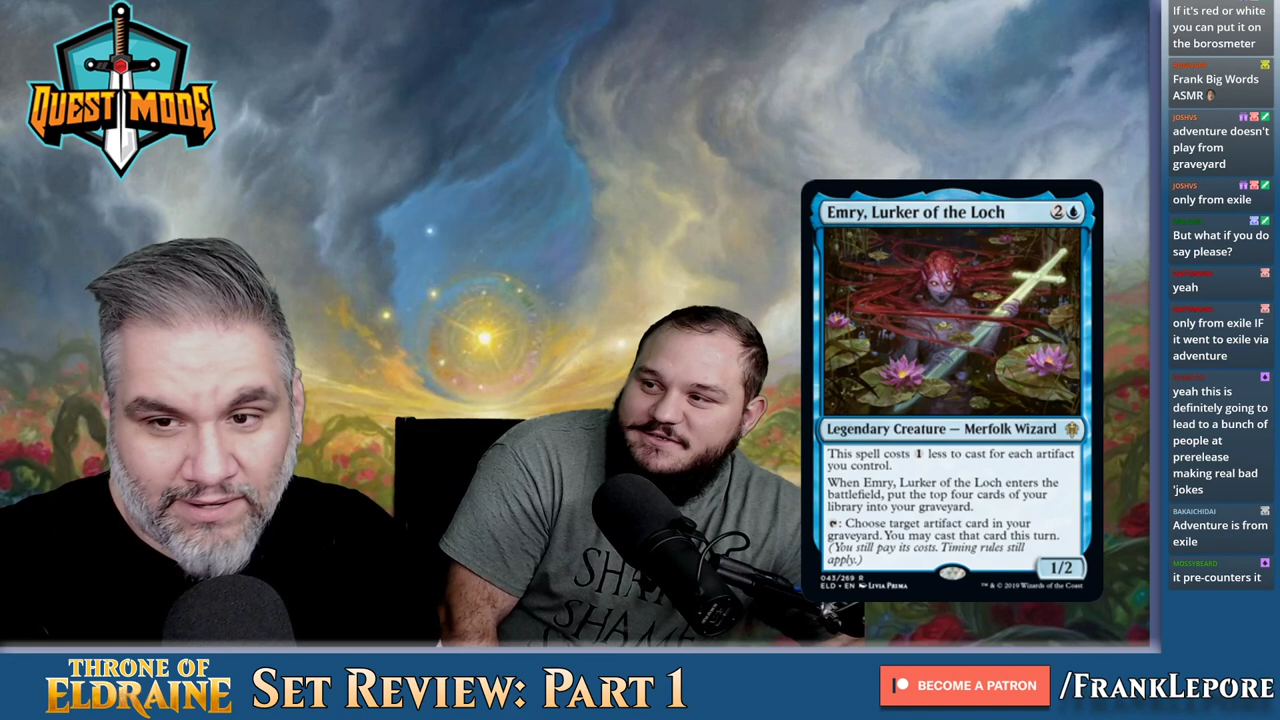 QUEST MODE
Emry, Lurker of the Loch 2
Legendary Creature — Merfolk Wizard
This spell costs 1 less to cast for each artifact
you control.
When Emry, Lurker of the Loch enters the
battlefield, put the top four cards of your
library into your graveyard.
: Choose target artifact card in your
graveyard. You may cast that card this turn.
(You still pay its costs. Timing rules still
apply.)
1/2
043/269 R
ELD • EN LIVIA PRIMA
™ & © 2019 Wizards of the Coast
SHAME
If it's red or white
you can put it on
the borosmeter
Frank Big Words
ASMR
JOSHVS
adventure doesn't
play from
graveyard
JOSHVS
only from exile
But what if you do
say please?
yeah
only from exile IF
it went to exile via
adventure
yeah this is
definitely going to
lead to a bunch of
people at
prerelease
making real bad
'jokes
BAKAICHIDAI
Adventure is from
exile
MOSSYBEARD
it pre-counters it
THRONE OF
ELDRAINE
SET REVIEW: PART 1
BECOME A PATRON
/FRANKLEPORE